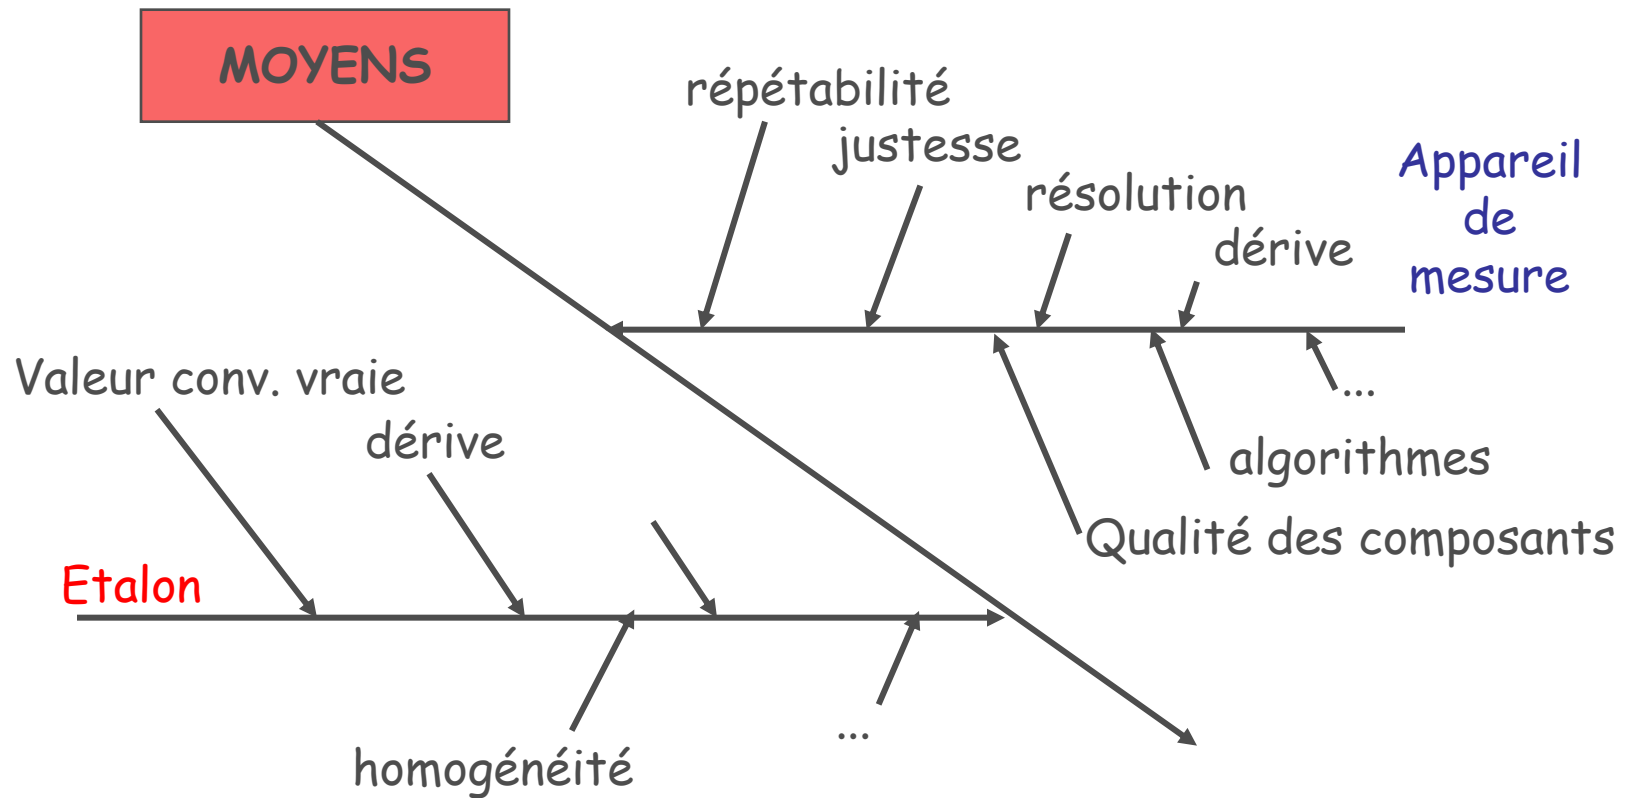 MOYENS
répétabilité
justesse
résolution
dérive
Appareil
de
mesure
...
algorithmes
Qualité des composants
Valeur conv. vraie
dérive
Etalon
homogénéité
...